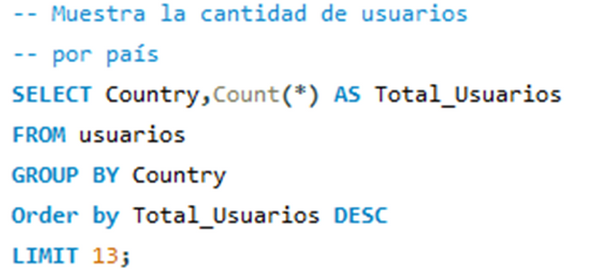 -- Muestra la cantidad de usuarios
-- por país
SELECT Country,Count(*) AS Total_Usuarios
FROM usuarios
GROUP BY Country
Order by Total_Usuarios DESC
LIMIT 13;